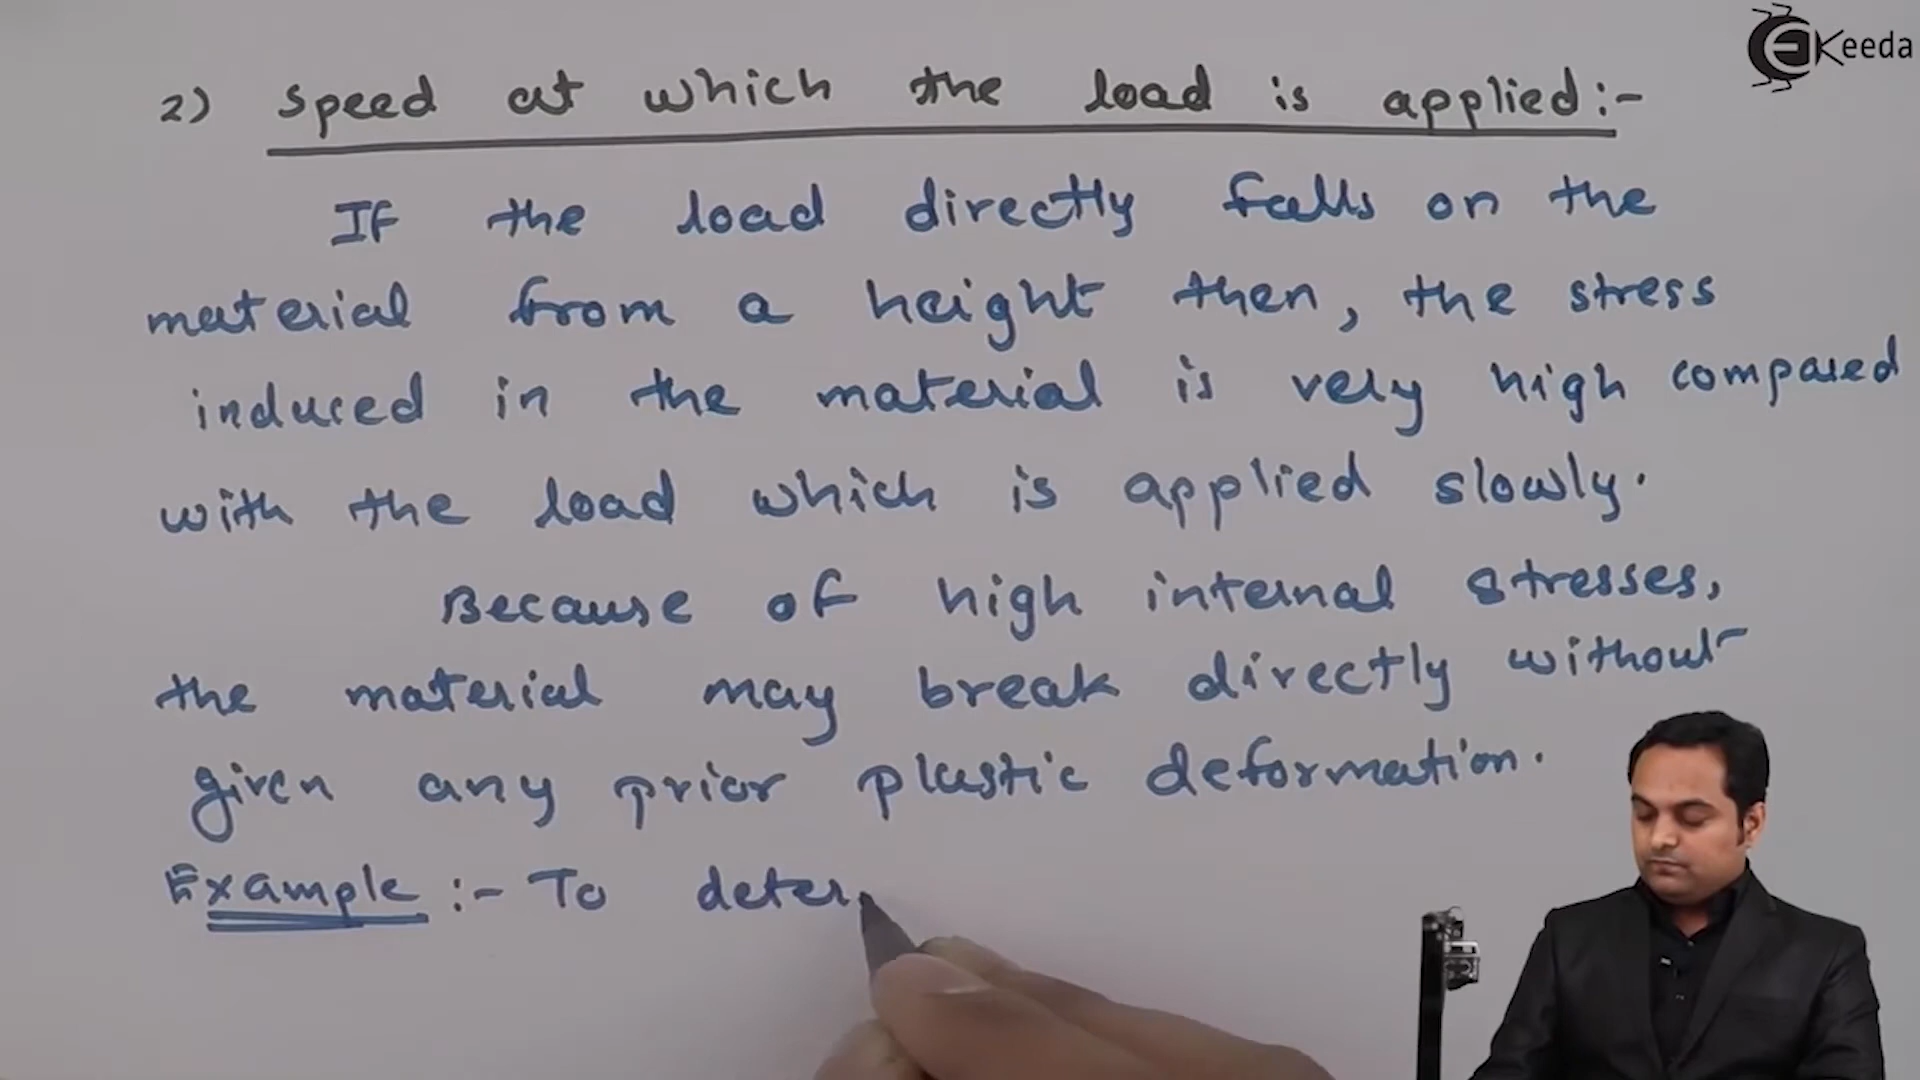 Keeda
2) Speed at which the load is applied:-
If the load directly falls on the
material from a height then, the stress
induced in the material is very high compared
with the load which is applied slowly.
Because of high internal stresses,
the material may break directly without
given any prior plastic deformation.
Example :- To deter